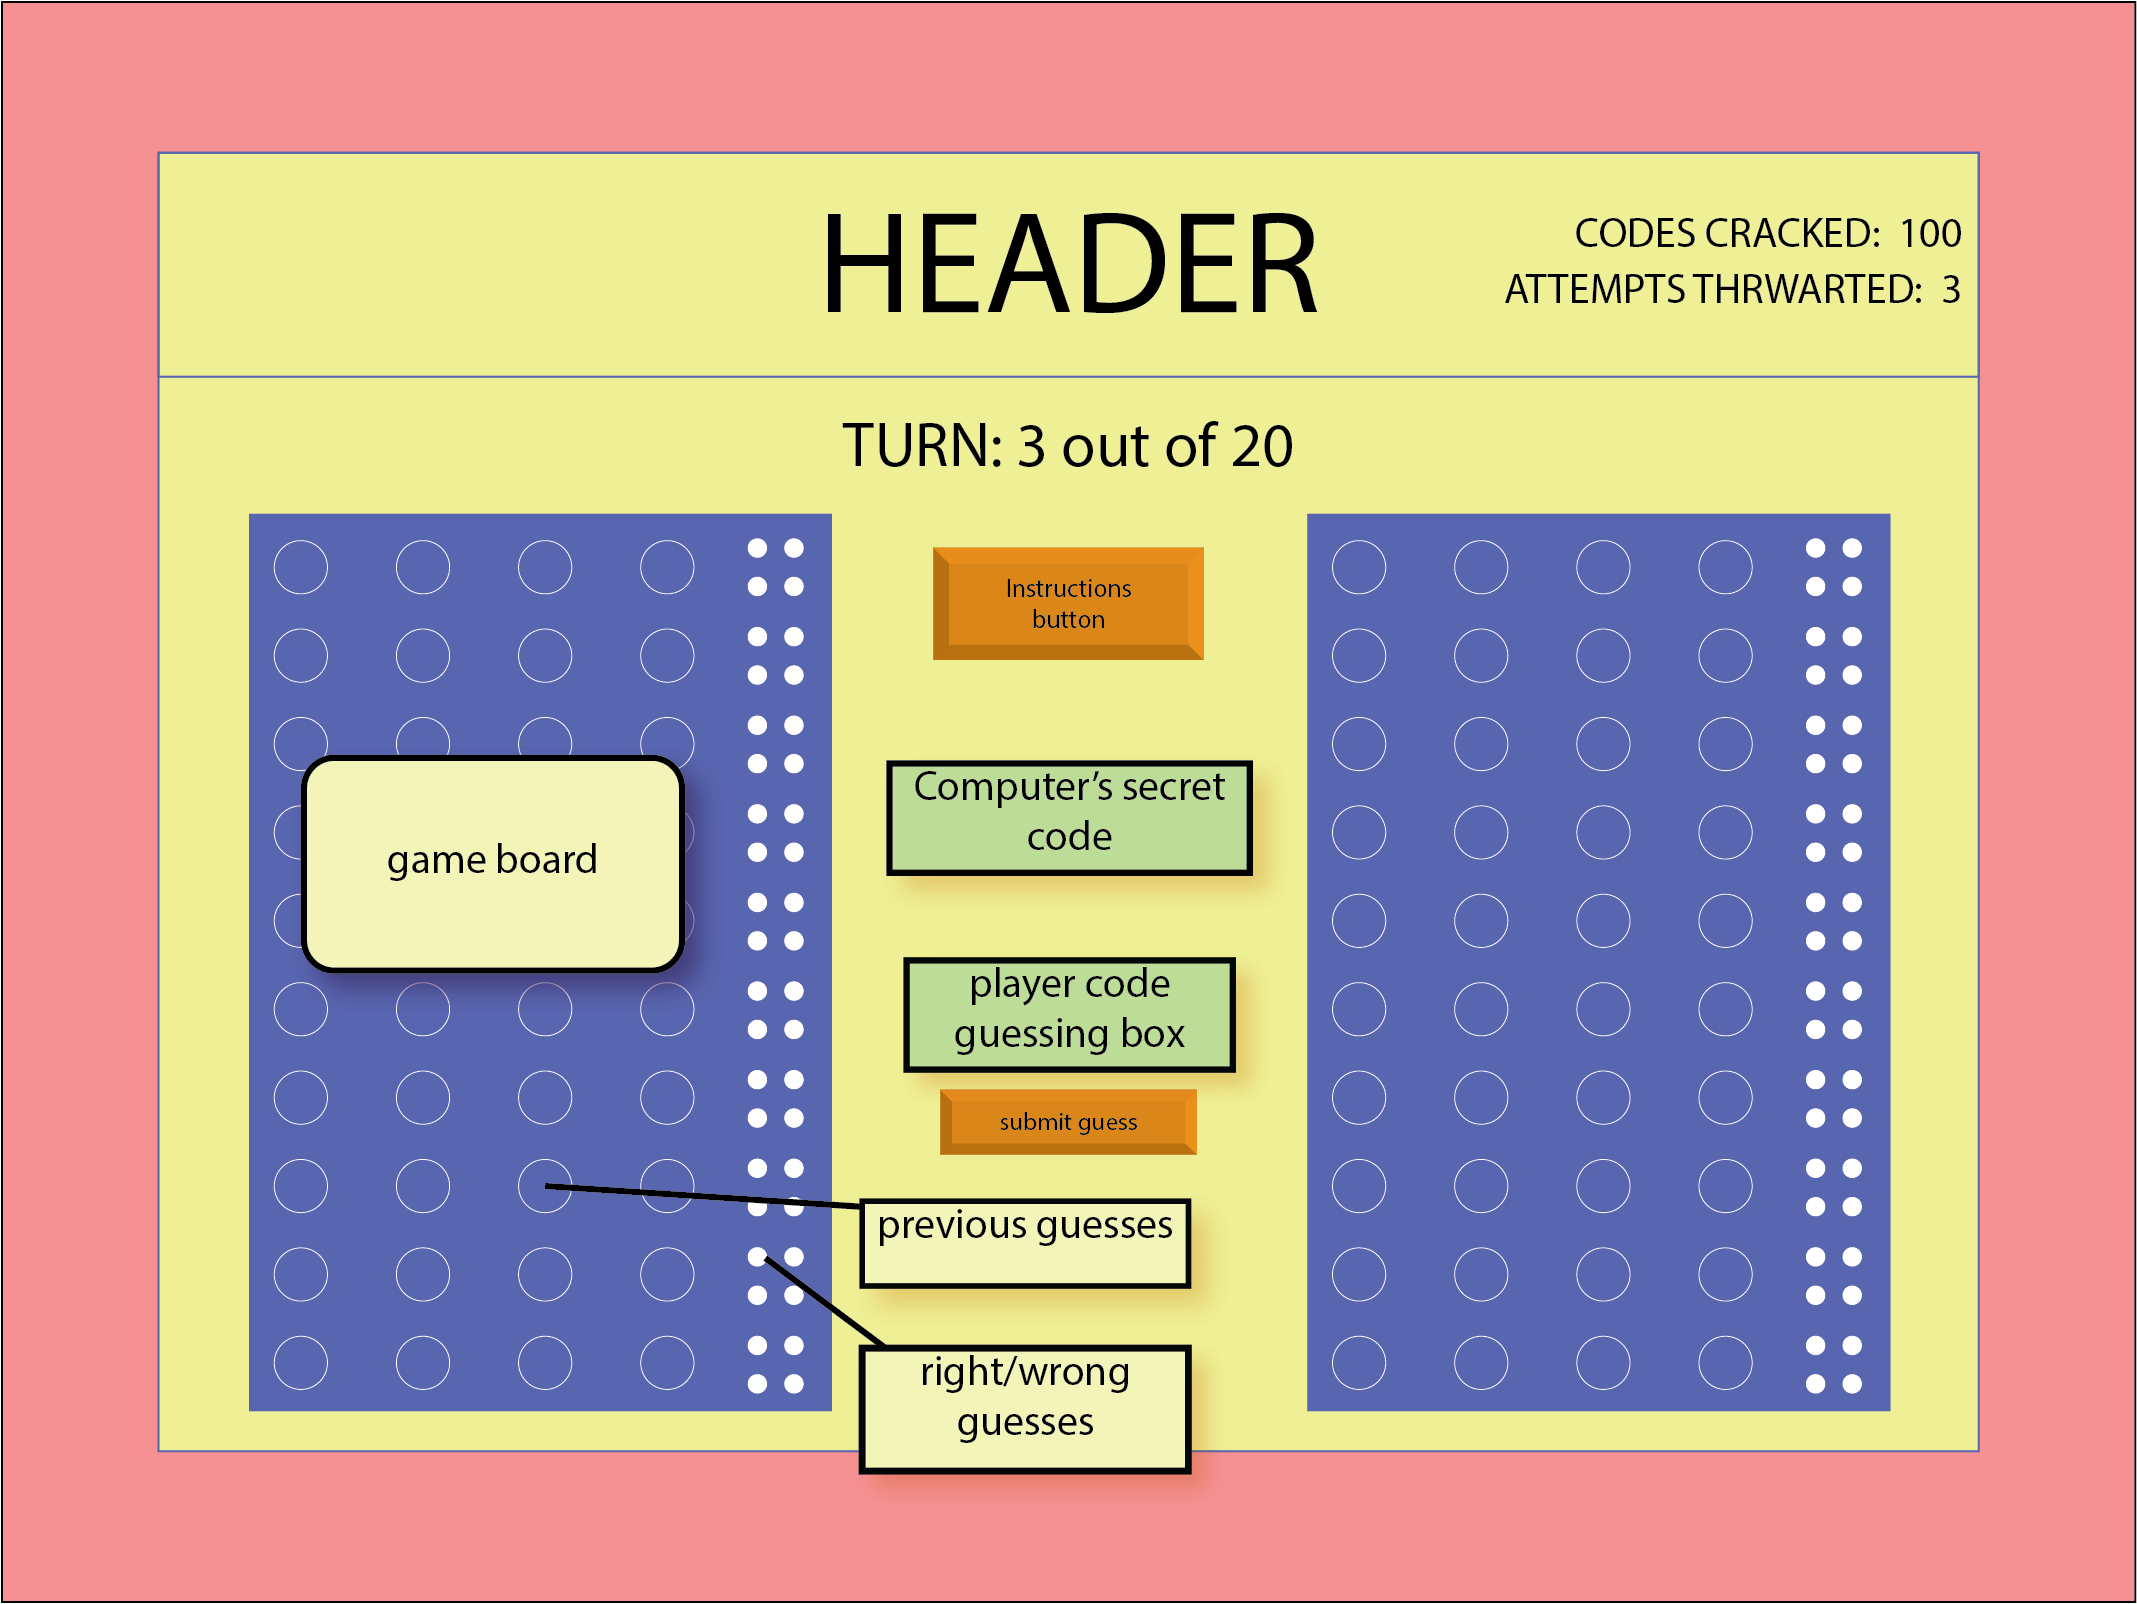 HEADER
CODES CRACKED: 100
ATTEMPTS THRWARTED: 3
TURN: 3 out of 20
Instructions
button
game board
Computer’s secret
code
player code
guessing box
submit guess
previous guesses
right/wrong
guesses